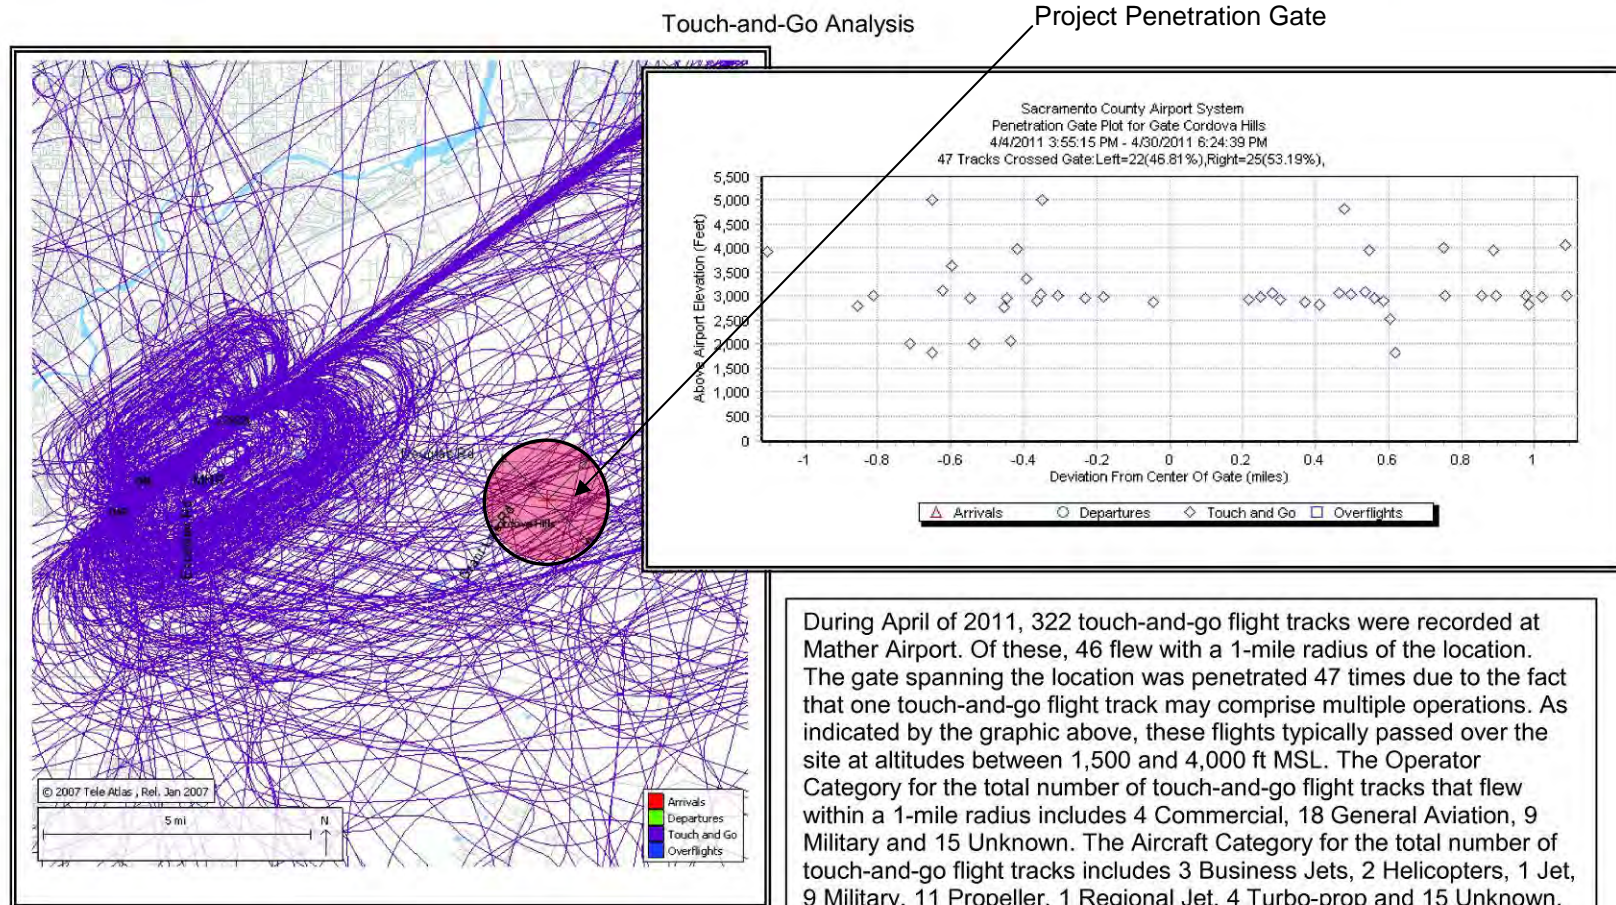 Touch-and-Go Analysis
Project Penetration Gate
Sacramento County Airport System
Penetration Gate Plot for Gate Cordova Hills
4/4/2011 3:55:15 PM - 4/30/2011 6:24:39 PM
47 Tracks Crossed Gate:Left=22(46.81%),Right=25(53.19%),
Above Airport Elevation (Feet)
5,500
5,000
4,500
4,000
3,500
3,000
2,500
2,000
1,500
1,000
500
0
-1 -0.8 -0.6 -0.4 -0.2 0 0.2 0.4 0.6 0.8 1
Deviation From Center Of Gate (miles)
Arrivals Departures Touch and Go Overflights
MHR
© 2007 Tele Atlas , Rel. Jan 2007
5 mi N
Arrivals
Departures
Touch and Go
Overflights
During April of 2011, 322 touch-and-go flight tracks were recorded at
Mather Airport. Of these, 46 flew with a 1-mile radius of the location.
The gate spanning the location was penetrated 47 times due to the fact
that one touch-and-go flight track may comprise multiple operations. As
indicated by the graphic above, these flights typically passed over the
site at altitudes between 1,500 and 4,000 ft MSL. The Operator
Category for the total number of touch-and-go flight tracks that flew
within a 1-mile radius includes 4 Commercial, 18 General Aviation, 9
Military and 15 Unknown. The Aircraft Category for the total number of
touch-and-go flight tracks includes 3 Business Jets, 2 Helicopters, 1 Jet,
9 Military, 11 Propeller, 1 Regional Jet, 4 Turbo-prop and 15 Unknown.